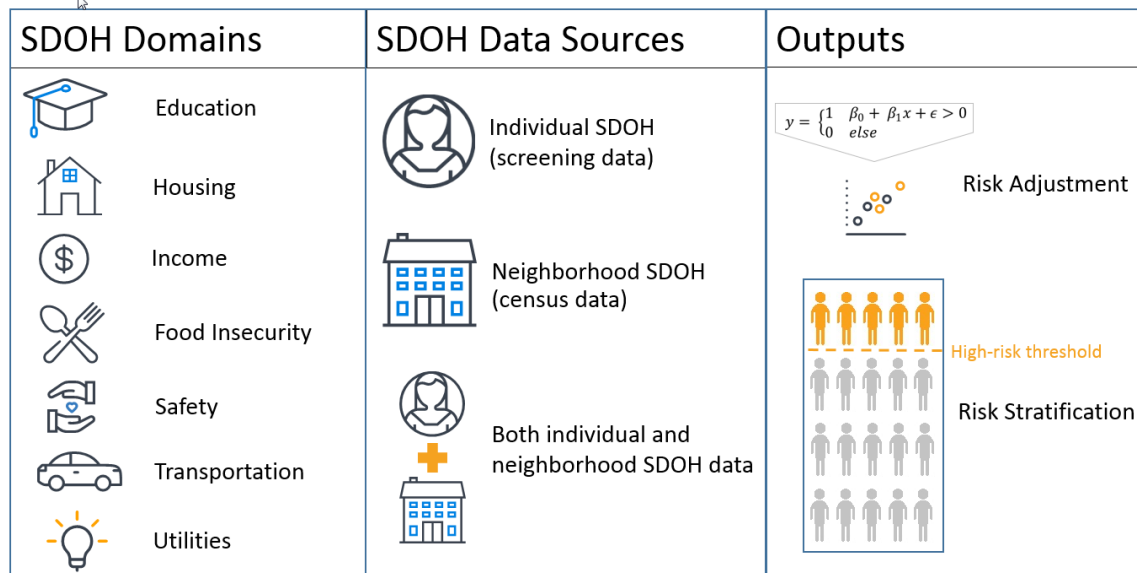 SDOH Domains
Education
Housing
Income
Food Insecurity
Safety
Transportation
Utilities
SDOH Data Sources
Individual SDOH
(screening data)
Neighborhood SDOH
(census data)
Both individual and
neighborhood SDOH data
Outputs
y = {1 β₀ + β₁x + ϵ > 0
0 else
Risk Adjustment
High-risk threshold
Risk Stratification